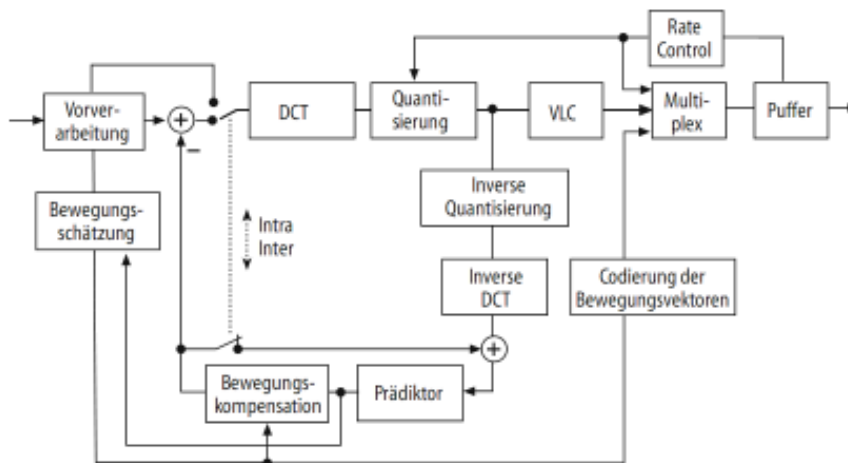 Rate
Control
Vorver-
arbeitung
DCT
Quanti-
sierung
VLC
Multi-
plex
Puffer
Bewegungs-
schätzung
Intra
Inter
Inverse
Quantisierung
Inverse
DCT
Codierung der
Bewegungsvektoren
Bewegungs-
kompensation
Prädiktor